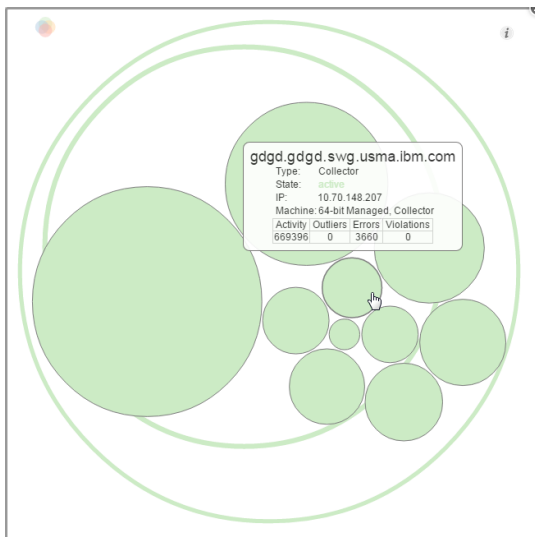 i
gdgd.gdgd.swg.usma.ibm.com
Type: Collector
State: active
IP: 10.70.148.207
Machine: 64-bit Managed, Collector
Activity Outliers Errors Violations
669396 0 3660 0